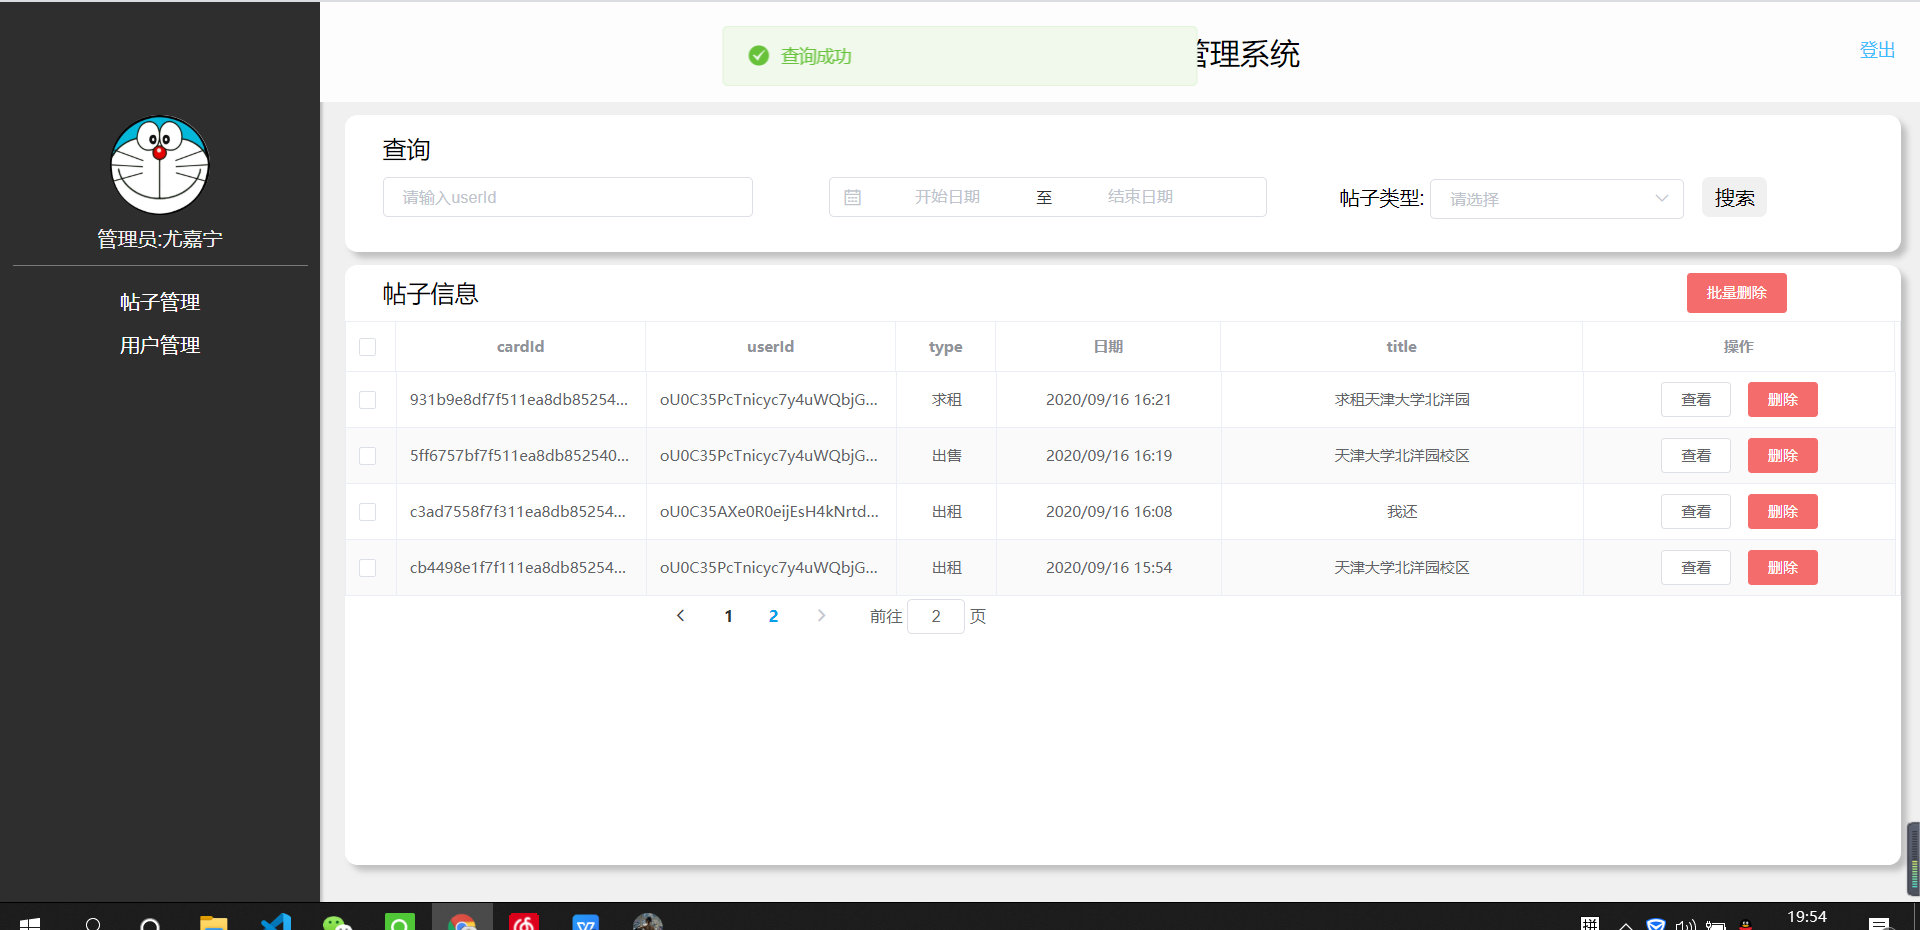 查询成功
管理系统
登出
管理员:尤嘉宁
帖子管理
用户管理
查询
请输入userId
开始日期 至 结束日期
帖子类型: 请选择
搜索
帖子信息
批量删除
cardId userId type 日期 title 操作
931b9e8df7f511ea8db85254... oU0C35PcTnicyc7y4uWQbjG... 求租 2020/09/16 16:21 求租天津大学北洋园 查看 删除
5ff6757bf7f511ea8db852540... oU0C35PcTnicyc7y4uWQbjG... 出售 2020/09/16 16:19 天津大学北洋园校区 查看 删除
c3ad7558f7f311ea8db85254... oU0C35AXe0R0eijEsH4kNrtd... 出租 2020/09/16 16:08 我还 查看 删除
cb4498e1f7f111ea8db85254... oU0C35PcTnicyc7y4uWQbjG... 出租 2020/09/16 15:54 天津大学北洋园校区 查看 删除
1 2 前往 2 页
拼
19:54